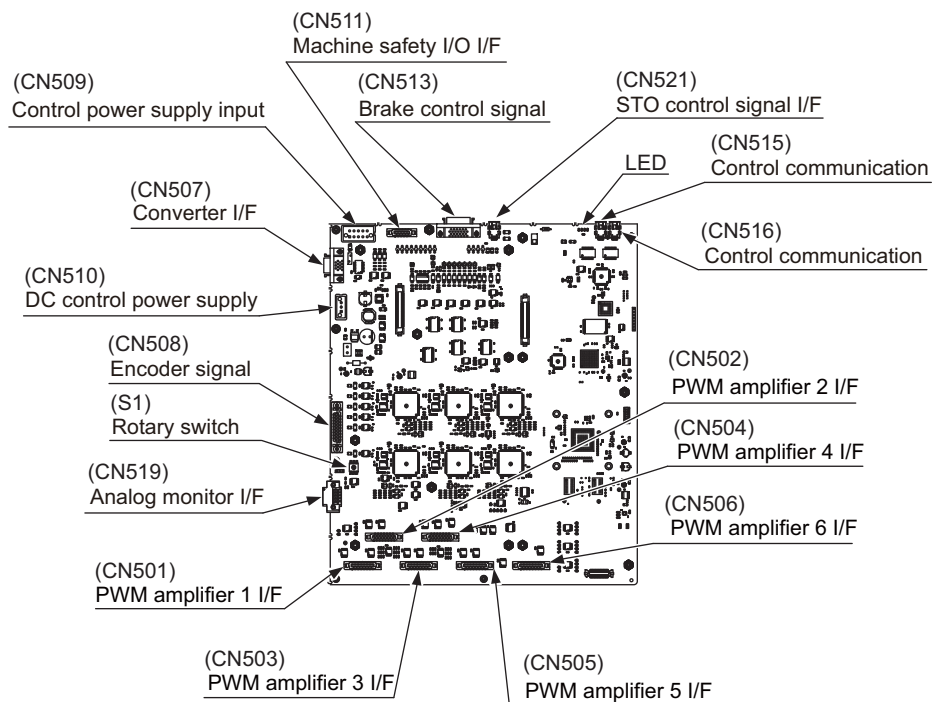 (CN511)
Machine safety I/O I/F
(CN509)
Control power supply input
(CN513)
Brake control signal
(CN521)
STO control signal I/F
LED
(CN515)
Control communication
(CN507)
Converter I/F
(CN516)
Control communication
(CN510)
DC control power supply
(CN508)
Encoder signal
(CN502)
PWM amplifier 2 I/F
(S1)
Rotary switch
(CN504)
PWM amplifier 4 I/F
(CN519)
Analog monitor I/F
(CN506)
PWM amplifier 6 I/F
(CN501)
PWM amplifier 1 I/F
(CN503)
PWM amplifier 3 I/F
(CN505)
PWM amplifier 5 I/F